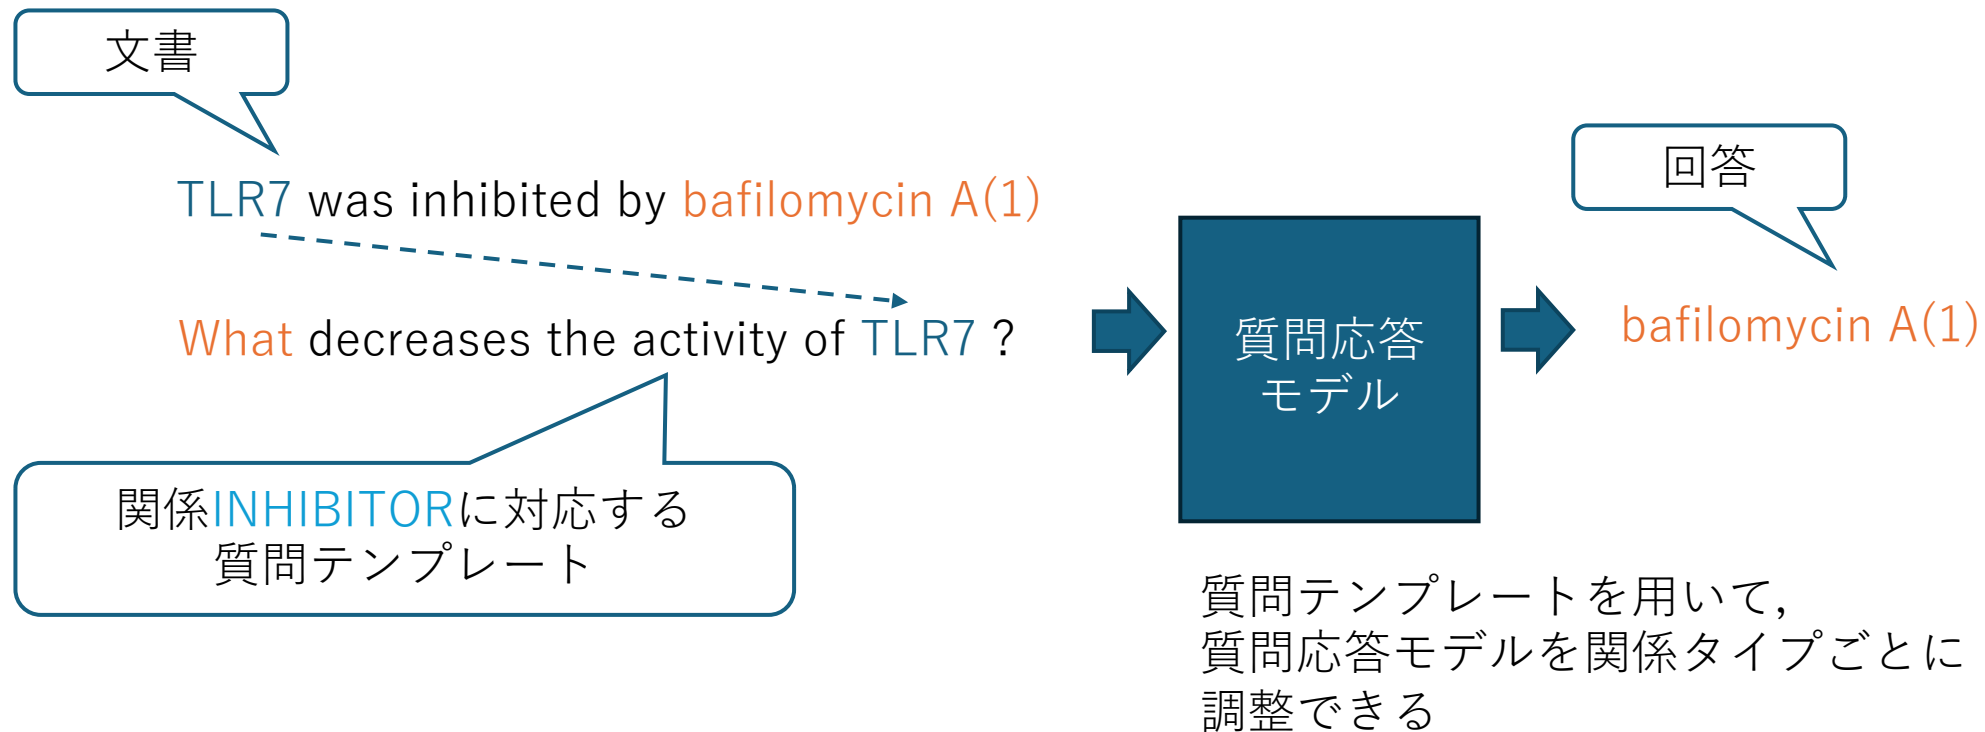 文書
TLR7 was inhibited by bafilomycin A(1)
What decreases the activity of TLR7 ?
関係INHIBITORに対応する
質問テンプレート
質問応答
モデル
回答
bafilomycin A(1)
質問テンプレートを用いて,
質問応答モデルを関係タイプごとに
調整できる